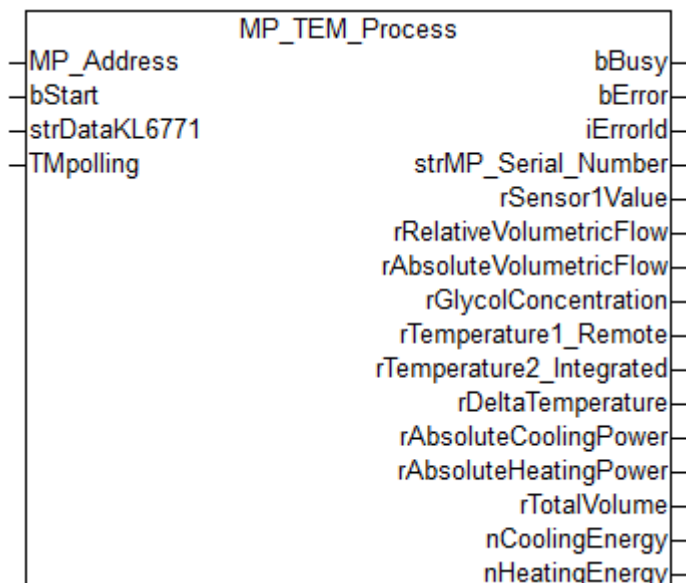 MP_TEM_Process
MP_Address bBusy
bStart bError
strDataKL6771 iErrorId
TMpolling strMP_Serial_Number
rSensor1Value
rRelativeVolumetricFlow
rAbsoluteVolumetricFlow
rGlycolConcentration
rTemperature1_Remote
rTemperature2_Integrated
rDeltaTemperature
rAbsoluteCoolingPower
rAbsoluteHeatingPower
rTotalVolume
nCoolingEnergy
nHeatingEnergy